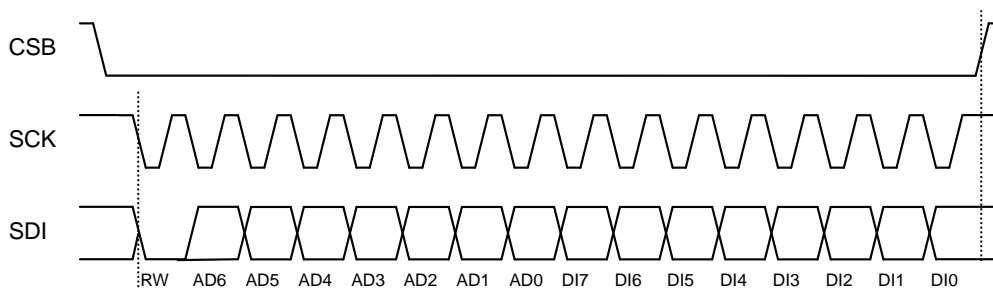 CSB
SCK
SDI
RW AD6 AD5 AD4 AD3 AD2 AD1 AD0 DI7 DI6 DI5 DI4 DI3 DI2 DI1 DI0